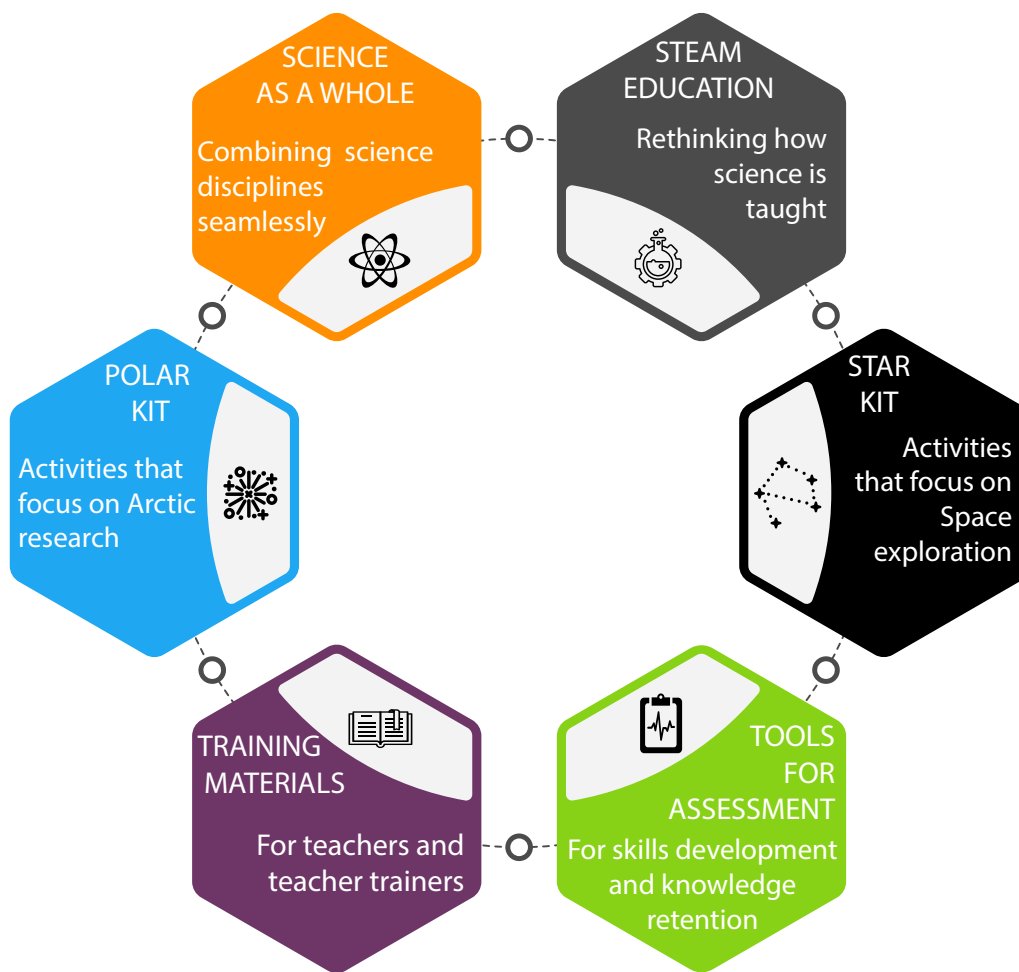 SCIENCE
AS A WHOLE
Combining science
disciplines
seamlessly
STEAM
EDUCATION
Rethinking how
science is
taught
POLAR
KIT
Activities that
focus on Arctic
research
STAR
KIT
Activities
that focus on
Space
exploration
TRAINING
MATERIALS
For teachers and
teacher trainers
TOOLS
FOR
ASSESSMENT
For skills development
and knowledge
retention